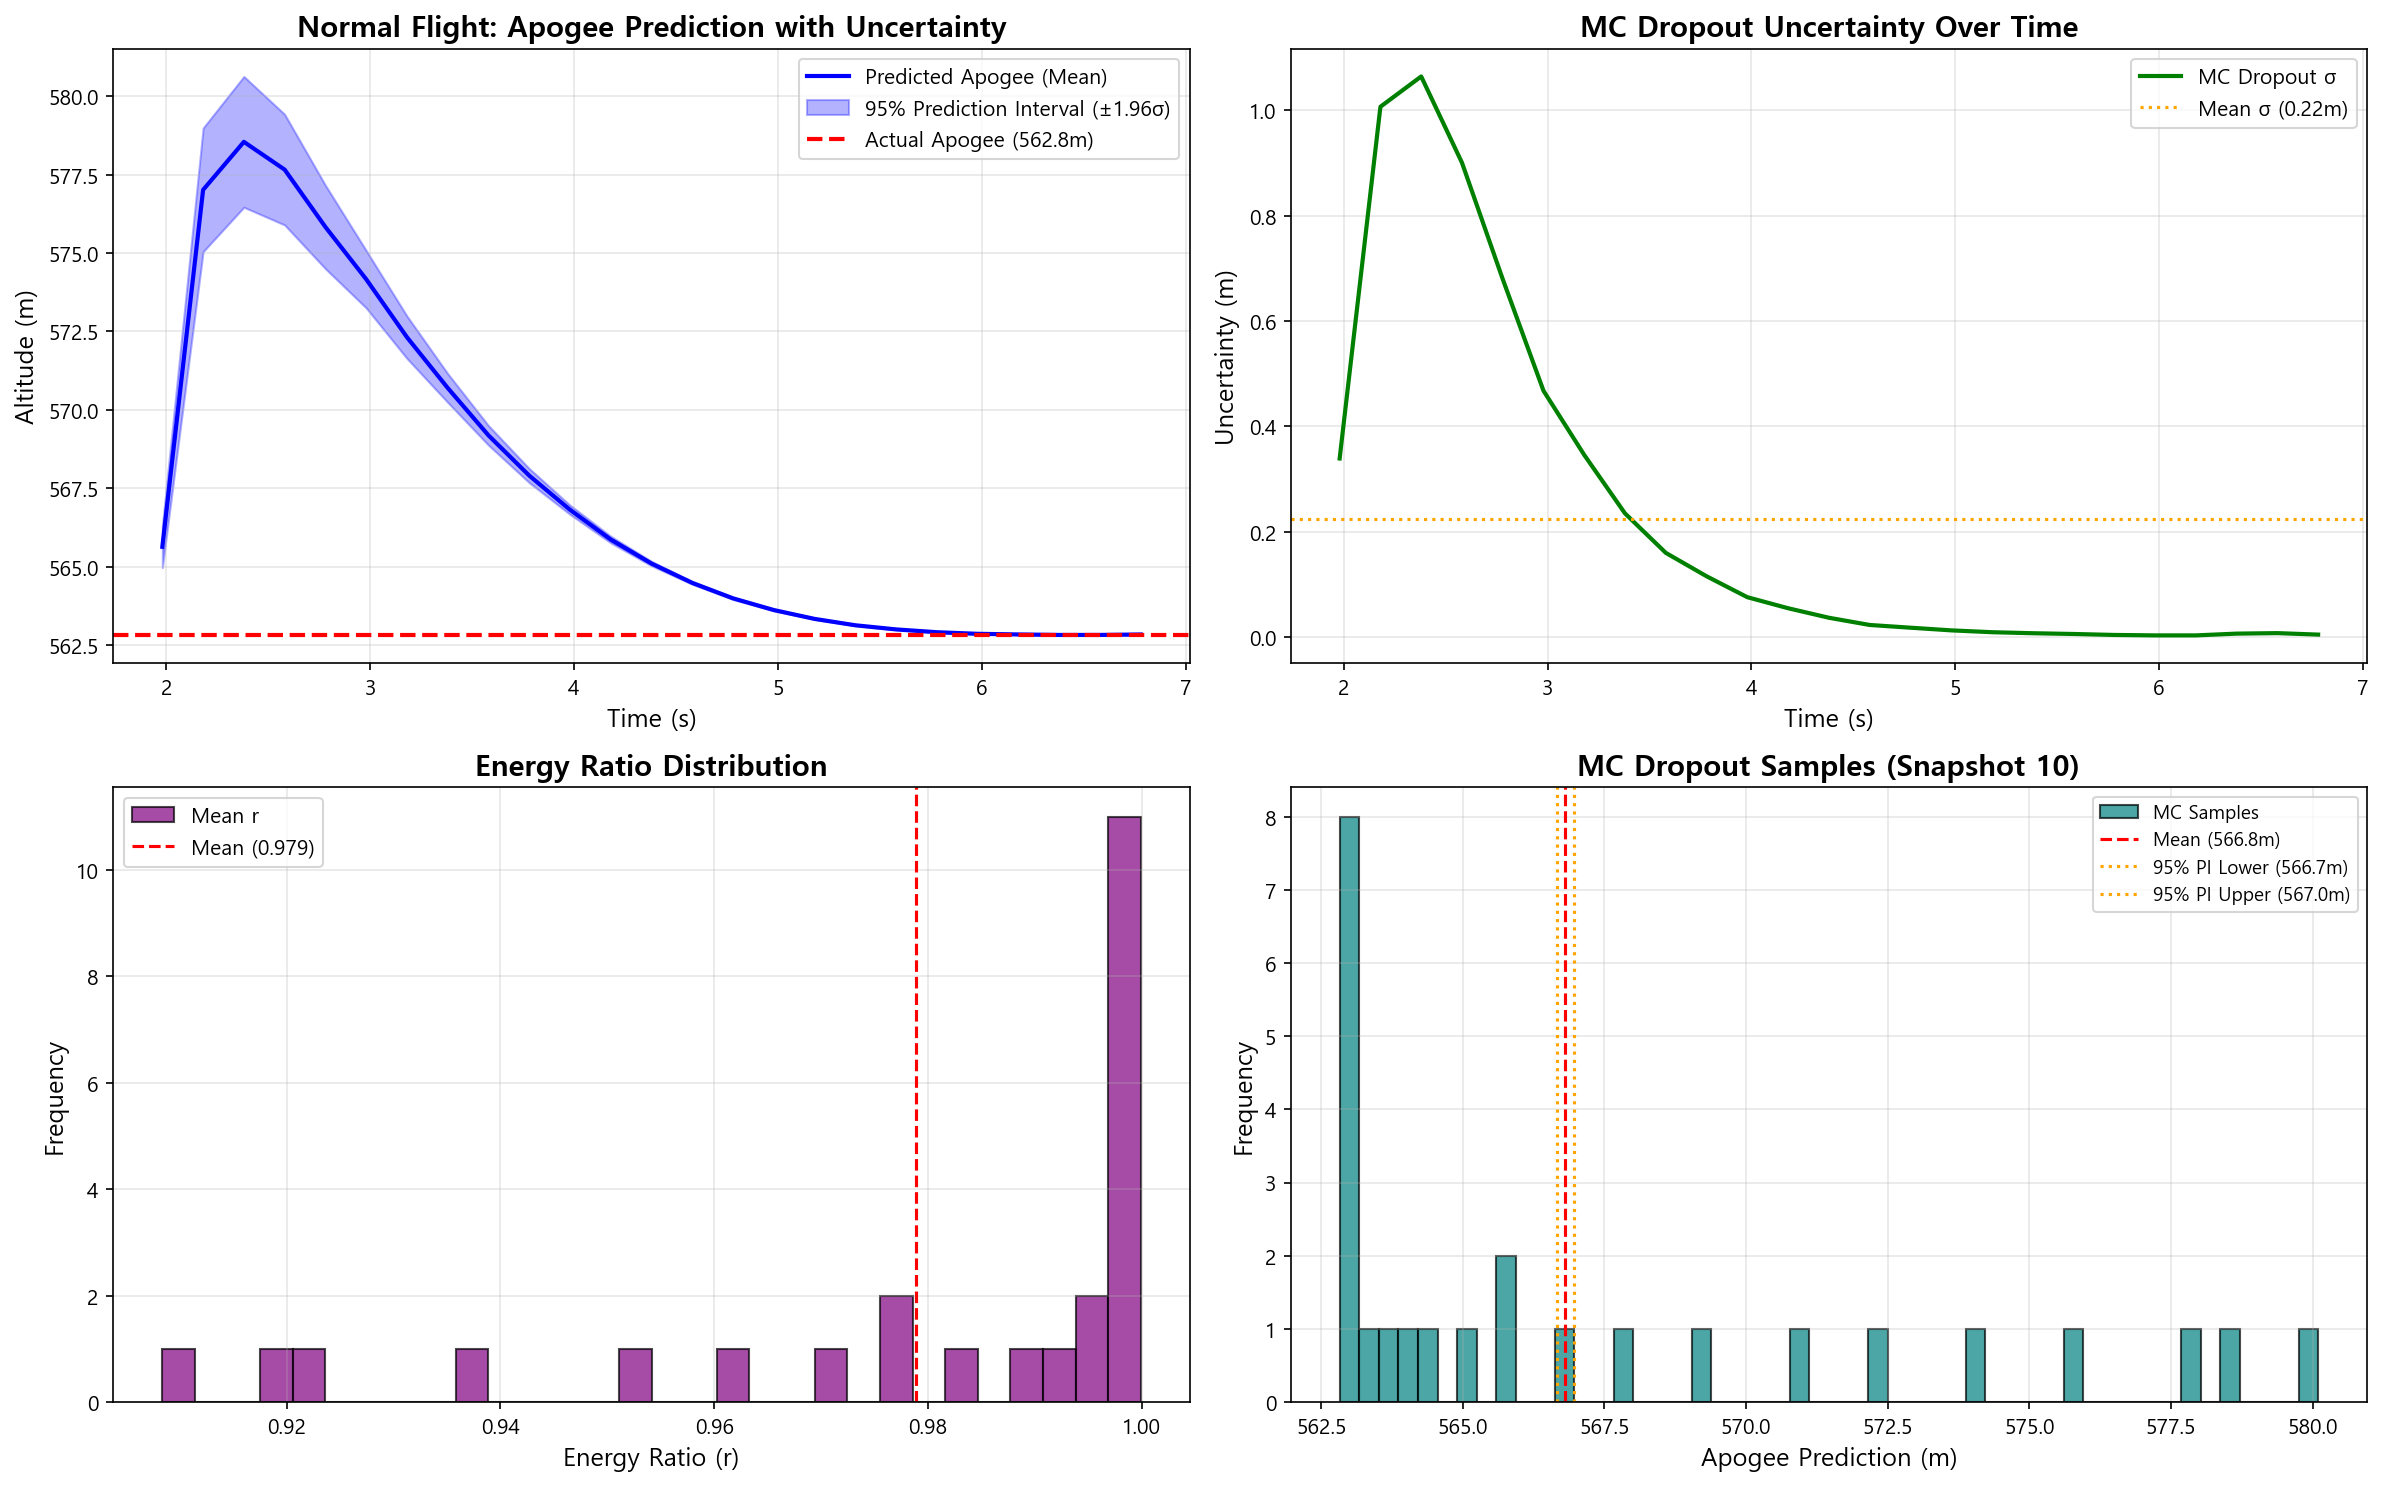 Normal Flight: Apogee Prediction with Uncertainty
Predicted Apogee (Mean)
95% Prediction Interval (±1.96σ)
Actual Apogee (562.8m)
Altitude (m)
580.0
577.5
575.0
572.5
570.0
567.5
565.0
562.5
2 3 4 5 6 7
Time (s)
MC Dropout Uncertainty Over Time
MC Dropout σ
Mean σ (0.22m)
Uncertainty (m)
1.0
0.8
0.6
0.4
0.2
0.0
2 3 4 5 6 7
Time (s)
Energy Ratio Distribution
Mean r
Mean (0.979)
Frequency
10
8
6
4
2
0
0.92 0.94 0.96 0.98 1.00
Energy Ratio (r)
MC Dropout Samples (Snapshot 10)
MC Samples
Mean (566.8m)
95% PI Lower (566.7m)
95% PI Upper (567.0m)
Frequency
8
7
6
5
4
3
2
1
0
562.5 565.0 567.5 570.0 572.5 575.0 577.5 580.0
Apogee Prediction (m)